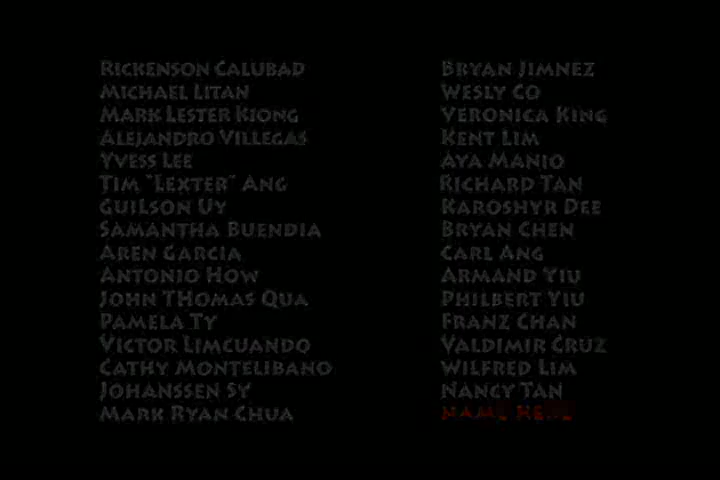 Rickenson Calubad
Michael Litan
Mark Lester Kiong
Alejandro Villegas
Yvess Lee
Tim "Lexter" Ang
Guilson Uy
Samantha Buendia
Aren Garcia
Antonio How
John THomas Qua
Pamela Ty
Victor Limcuando
Cathy Montelibano
Johanssen Sy
Mark Ryan Chua
Bryan Jimnez
Wesly Co
Veronica King
Kent Lim
Aya Manio
Richard Tan
Karoshyr Dee
Bryan Chen
Carl Ang
Armand Yiu
Philbert Yiu
Franz Chan
Valdimir Cruz
Wilfred Lim
Nancy Tan
NAME HERE